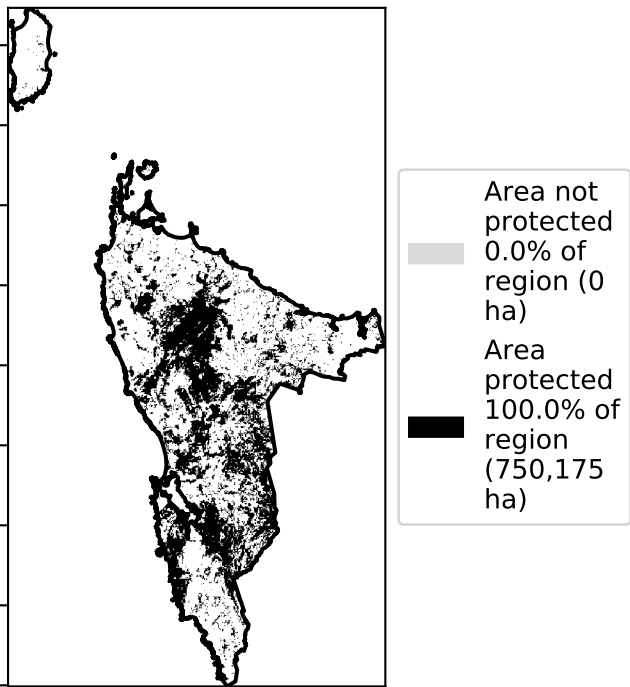 Area not
protected
0.0% of
region (0
ha)
Area
protected
100.0% of
region
(750,175
ha)